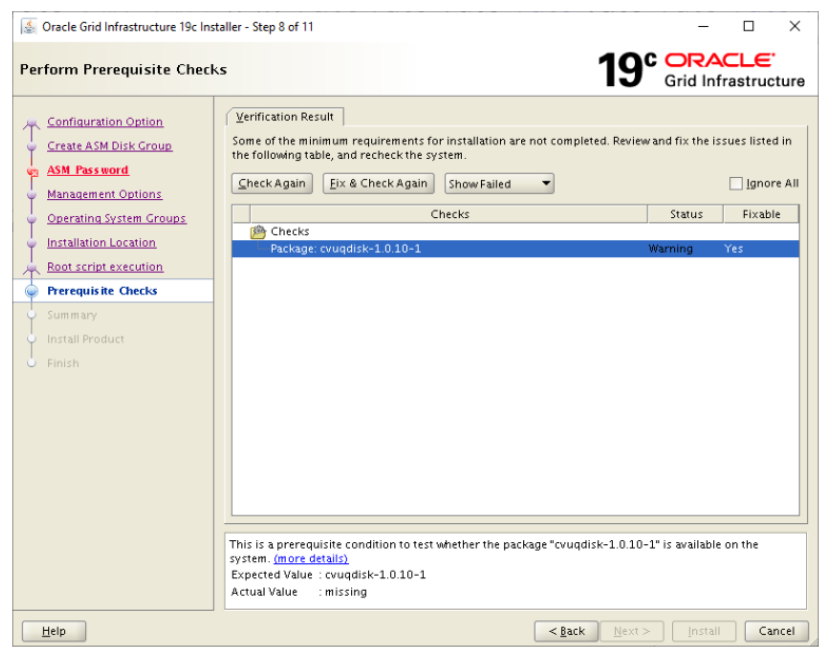 Oracle Grid Infrastructure 19c Installer - Step 8 of 11
Perform Prerequisite Checks
19c ORACLE
Grid Infrastructure
Configuration Option
Create ASM Disk Group
ASM Password
Management Options
Operating System Groups
Installation Location
Root script execution
Prerequisite Checks
Summary
Install Product
Finish
Verification Result
Some of the minimum requirements for installation are not completed. Review and fix the issues listed in
the following table, and recheck the system.
Check Again Fix & Check Again Show Failed Ignore All
Checks Status Fixable
Checks
Package: cvuqdisk-1.0.10-1 Warning Yes
This is a prerequisite condition to test whether the package "cvuqdisk-1.0.10-1" is available on the
system. (more details)
Expected Value : cvuqdisk-1.0.10-1
Actual Value : missing
Help < Back Next > Install Cancel